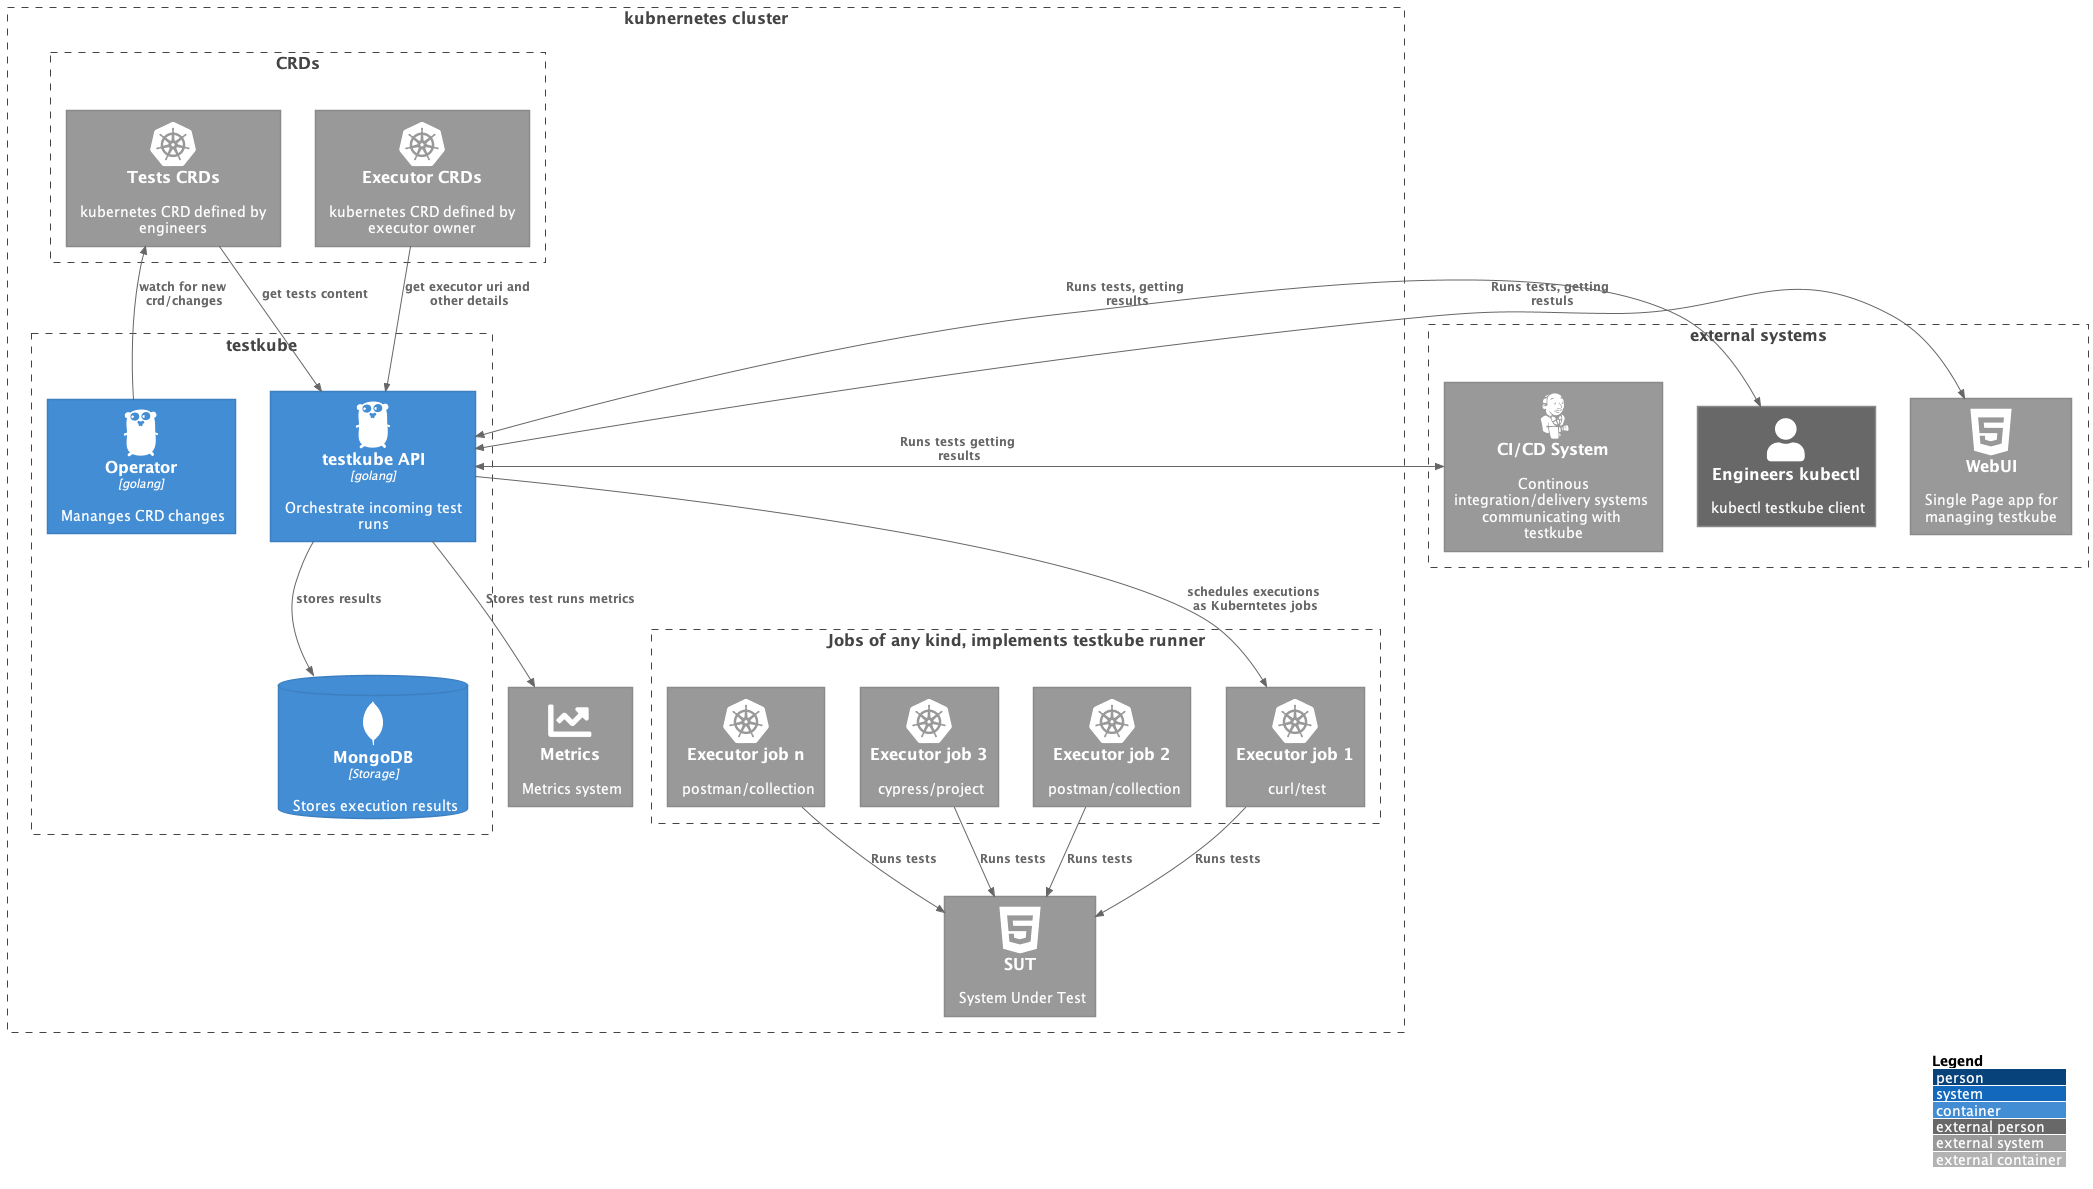 kubnernetes cluster
CRDs
Tests CRDs
kubernetes CRD defined by
engineers
Executor CRDs
kubernetes CRD defined by
executor owner
watch for new
crd/changes
get tests content
get executor uri and
other details
Runs tests, getting
results
Runs tests, getting
restuls
testkube
Operator
[golang]
Mananges CRD changes
testkube API
[golang]
Orchestrate incoming test
runs
Runs tests getting
results
external systems
CI/CD System
Continous
integration/delivery systems
communicating with
testkube
Engineers kubectl
kubectl testkube client
WebUI
Single Page app for
managing testkube
stores results
Stores test runs metrics
schedules executions
as Kuberntetes jobs
MongoDB
[Storage]
Stores execution results
Metrics
Metrics system
Jobs of any kind, implements testkube runner
Executor job n
postman/collection
Executor job 3
cypress/project
Executor job 2
postman/collection
Executor job 1
curl/test
Runs tests
Runs tests
Runs tests
Runs tests
SUT
System Under Test
Legend
person
system
container
external person
external system
external container